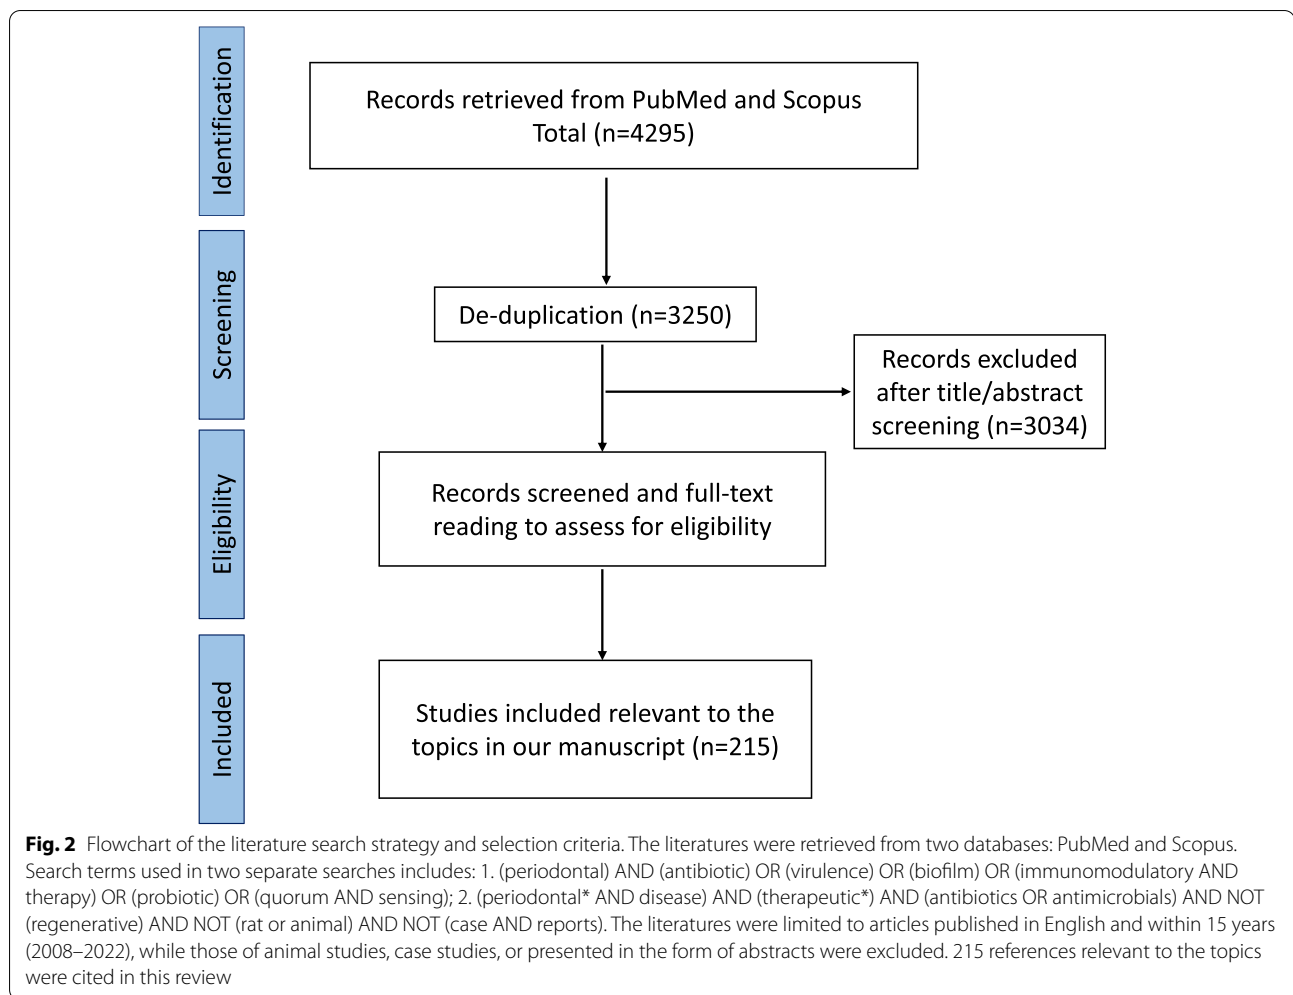 Identification
Records retrieved from PubMed and Scopus
Total (n=4295)
Screening
De-duplication (n=3250)
Records excluded
after title/abstract
screening (n=3034)
Eligibility
Records screened and full-text
reading to assess for eligibility
Included
Studies included relevant to the
topics in our manuscript (n=215)
Fig. 2 Flowchart of the literature search strategy and selection criteria. The literatures were retrieved from two databases: PubMed and Scopus.
Search terms used in two separate searches includes: 1. (periodontal) AND (antibiotic) OR (virulence) OR (biofilm) OR (immunomodulatory AND
therapy) OR (probiotic) OR (quorum AND sensing); 2. (periodontal* AND disease) AND (therapeutic*) AND (antibiotics OR antimicrobials) AND NOT
(regenerative) AND NOT (rat or animal) AND NOT (case AND reports). The literatures were limited to articles published in English and within 15 years
(2008–2022), while those of animal studies, case studies, or presented in the form of abstracts were excluded. 215 references relevant to the topics
were cited in this review